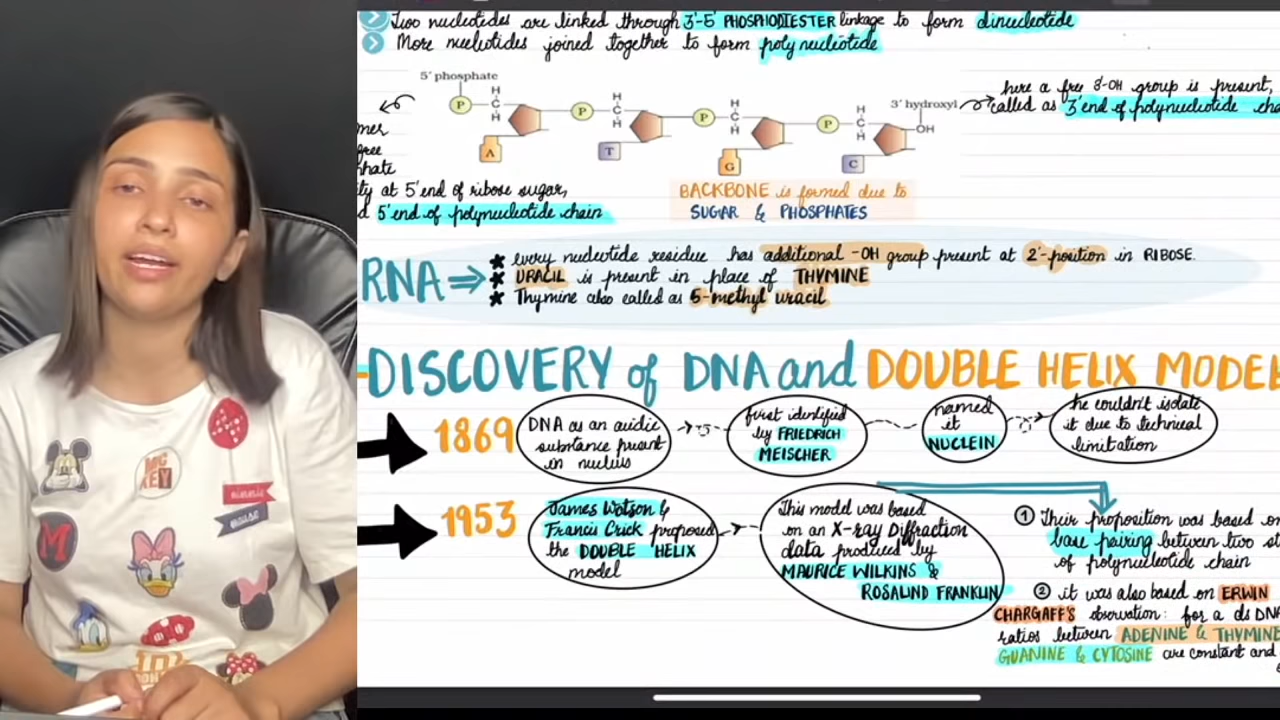 Two nucleotides are linked through 3'-5' PHOSPHODIESTER linkage to form dinucleotide
More nucleotides joined together to form polynucleotide
5' phosphate
P P P P
H H H H
C C C C
H H H H
3' hydroxyl
OH
A T G C
here a free 3'-OH group is present,
called as 3'end of polynucleotide cha
mer
free
phate
ty at 5'end of ribose sugar,
d 5'end of polynucleotide chain
BACKBONE is formed due to
SUGAR & PHOSPHATES
RNA ⇒
* every nucleotide residue has additional -OH group present at 2'-position in RIBOSE.
* URACIL is present in place of THYMINE
* Thymine also called as 5-methyl uracil
DISCOVERY of DNA and DOUBLE HELIX MODEL
1869
DNA as an acidic
substance present
in nucleus
first identified
by FRIEDRICH
MEISCHER
named
it
NUCLEIN
he couldn't isolate
it due to technical
limitation
1953
James Watson &
Francis Crick proposed
the DOUBLE HELIX
model
This model was based
on an X-ray Diffraction
data produced by
MAURICE WILKINS &
ROSALIND FRANKLIN
① Their proposition was based on
base pairing between two st
of polynucleotide chain
② it was also based on ERWIN
CHARGAFF'S observation: for a ds DNA
ratios between ADENINE & THYMINE
GUANINE & CYTOSINE are constant and
MICKEY
M
minnie
mouse